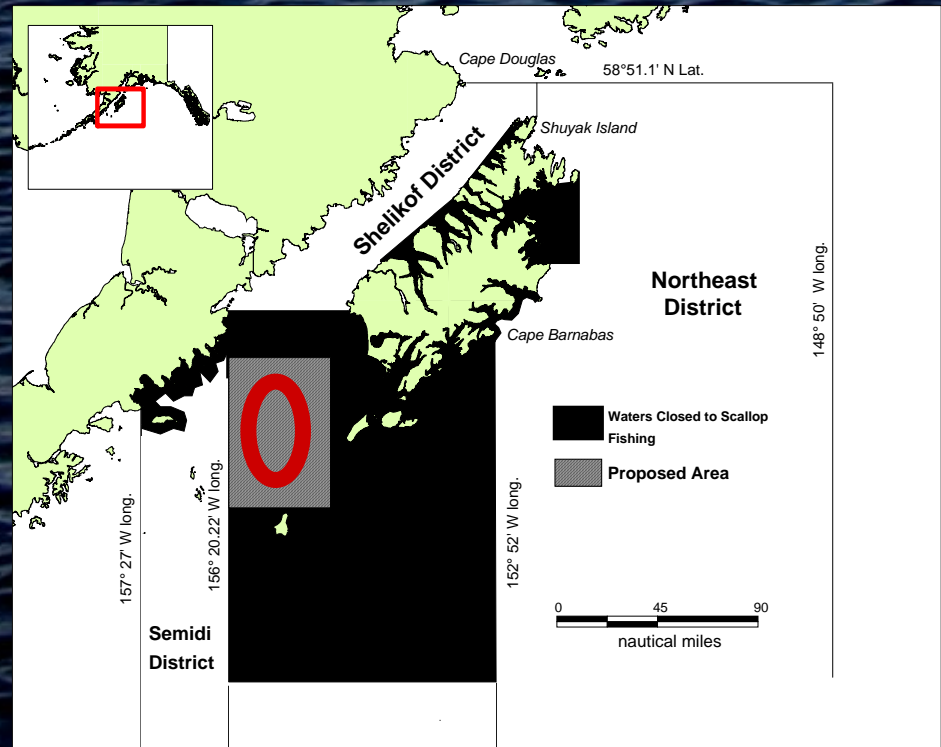 Cape Douglas
58°51.1' N Lat.
Shuyak Island
Shelikof District
Northeast
District
148° 50' W long.
Cape Barnabas
Waters Closed to Scallop
Fishing
Proposed Area
157° 27' W long.
156° 20.22' W long.
152° 52' W long.
0 45 90
nautical miles
Semidi
District